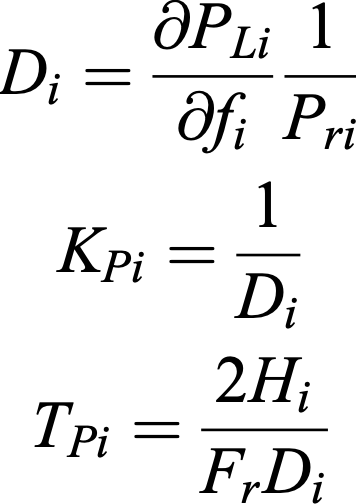 D_i = \frac{\partial P_{Li}}{\partial f_i} \frac{1}{P_{ri}}
K_{Pi} = \frac{1}{D_i}
T_{Pi} = \frac{2H_i}{F_r D_i}